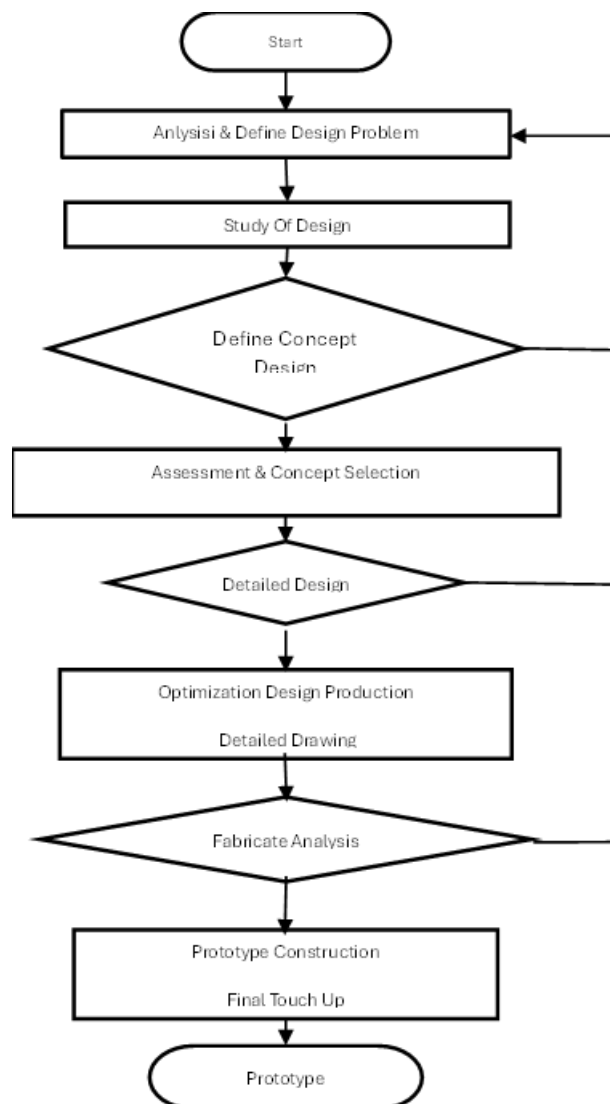 Start
Anlysisi & Define Design Problem
Study Of Design
Define Concept
Design
Assessment & Concept Selection
Detailed Design
Optimization Design Production
Detailed Drawing
Fabricate Analysis
Prototype Construction
Final Touch Up
Prototype